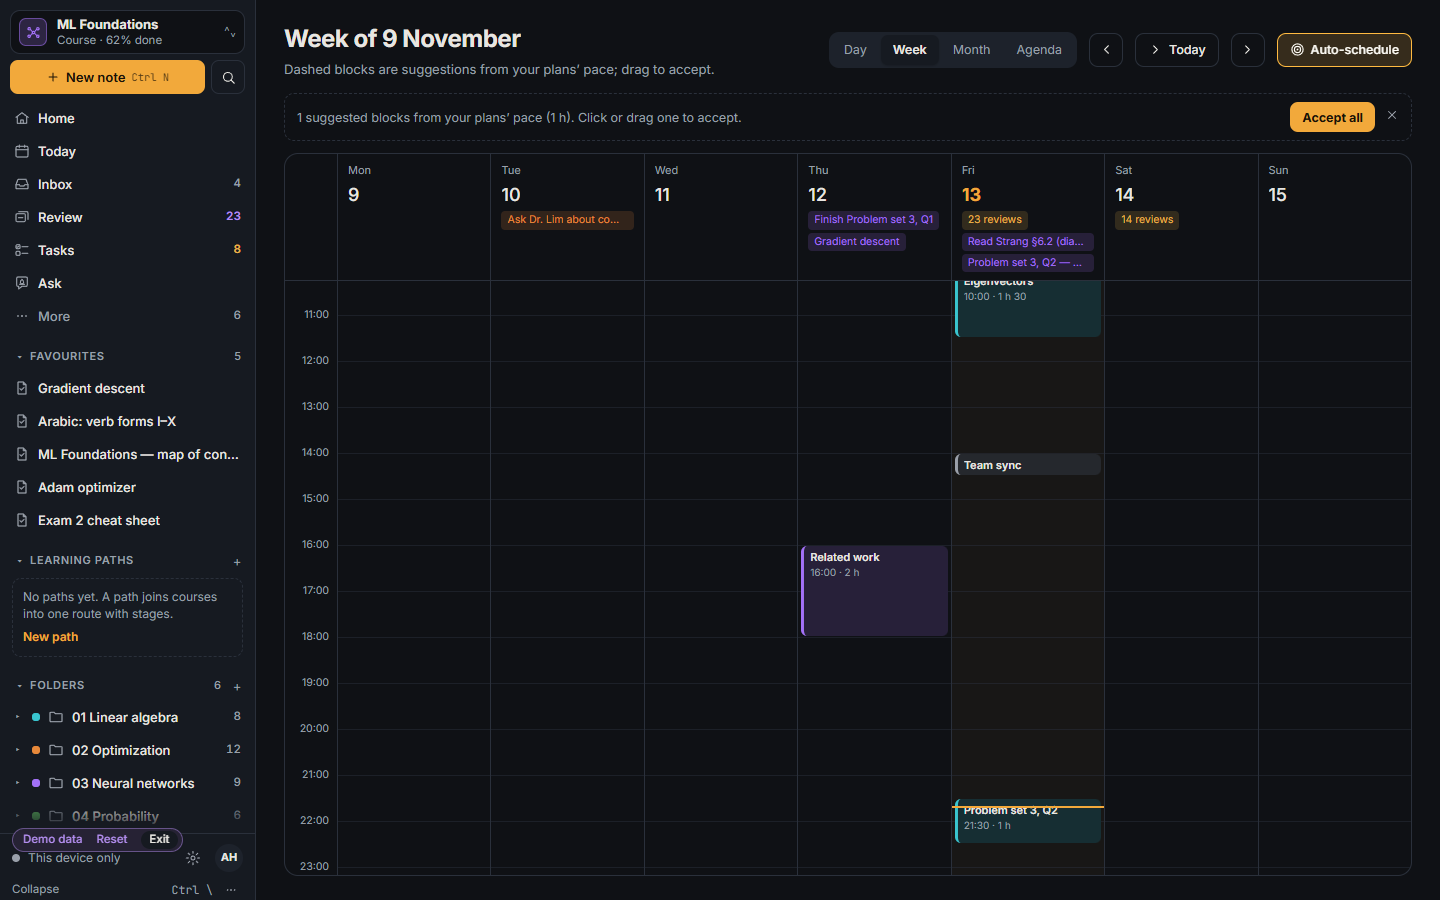 ML Foundations
Course · 62% done
New note Ctrl N
Home
Today
Inbox 4
Review 23
Tasks 8
Ask
More 6
FAVOURITES 5
Gradient descent
Arabic: verb forms I–X
ML Foundations — map of con...
Adam optimizer
Exam 2 cheat sheet
LEARNING PATHS +
No paths yet. A path joins courses
into one route with stages.
New path
FOLDERS 6 +
01 Linear algebra 8
02 Optimization 12
03 Neural networks 9
04 Probability 6
Demo data Reset Exit
This device only AH
Collapse Ctrl \ ...
Week of 9 November
Dashed blocks are suggestions from your plans’ pace; drag to accept.
Day Week Month Agenda
Today
Auto-schedule
1 suggested blocks from your plans’ pace (1 h). Click or drag one to accept.
Accept all
Mon Tue Wed Thu Fri Sat Sun
9 10 11 12 13 14 15
Ask Dr. Lim about co...
Finish Problem set 3, Q1
Gradient descent
23 reviews
Read Strang §6.2 (dia...
Problem set 3, Q2 — ...
14 reviews
Eigenvectors
10:00 · 1 h 30
11:00
12:00
13:00
14:00
Team sync
15:00
16:00
Related work
16:00 · 2 h
17:00
18:00
19:00
20:00
21:00
Problem set 3, Q2
21:30 · 1 h
22:00
23:00